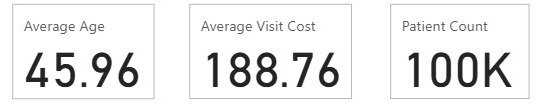 Average Age
45.96
Average Visit Cost
188.76
Patient Count
100K